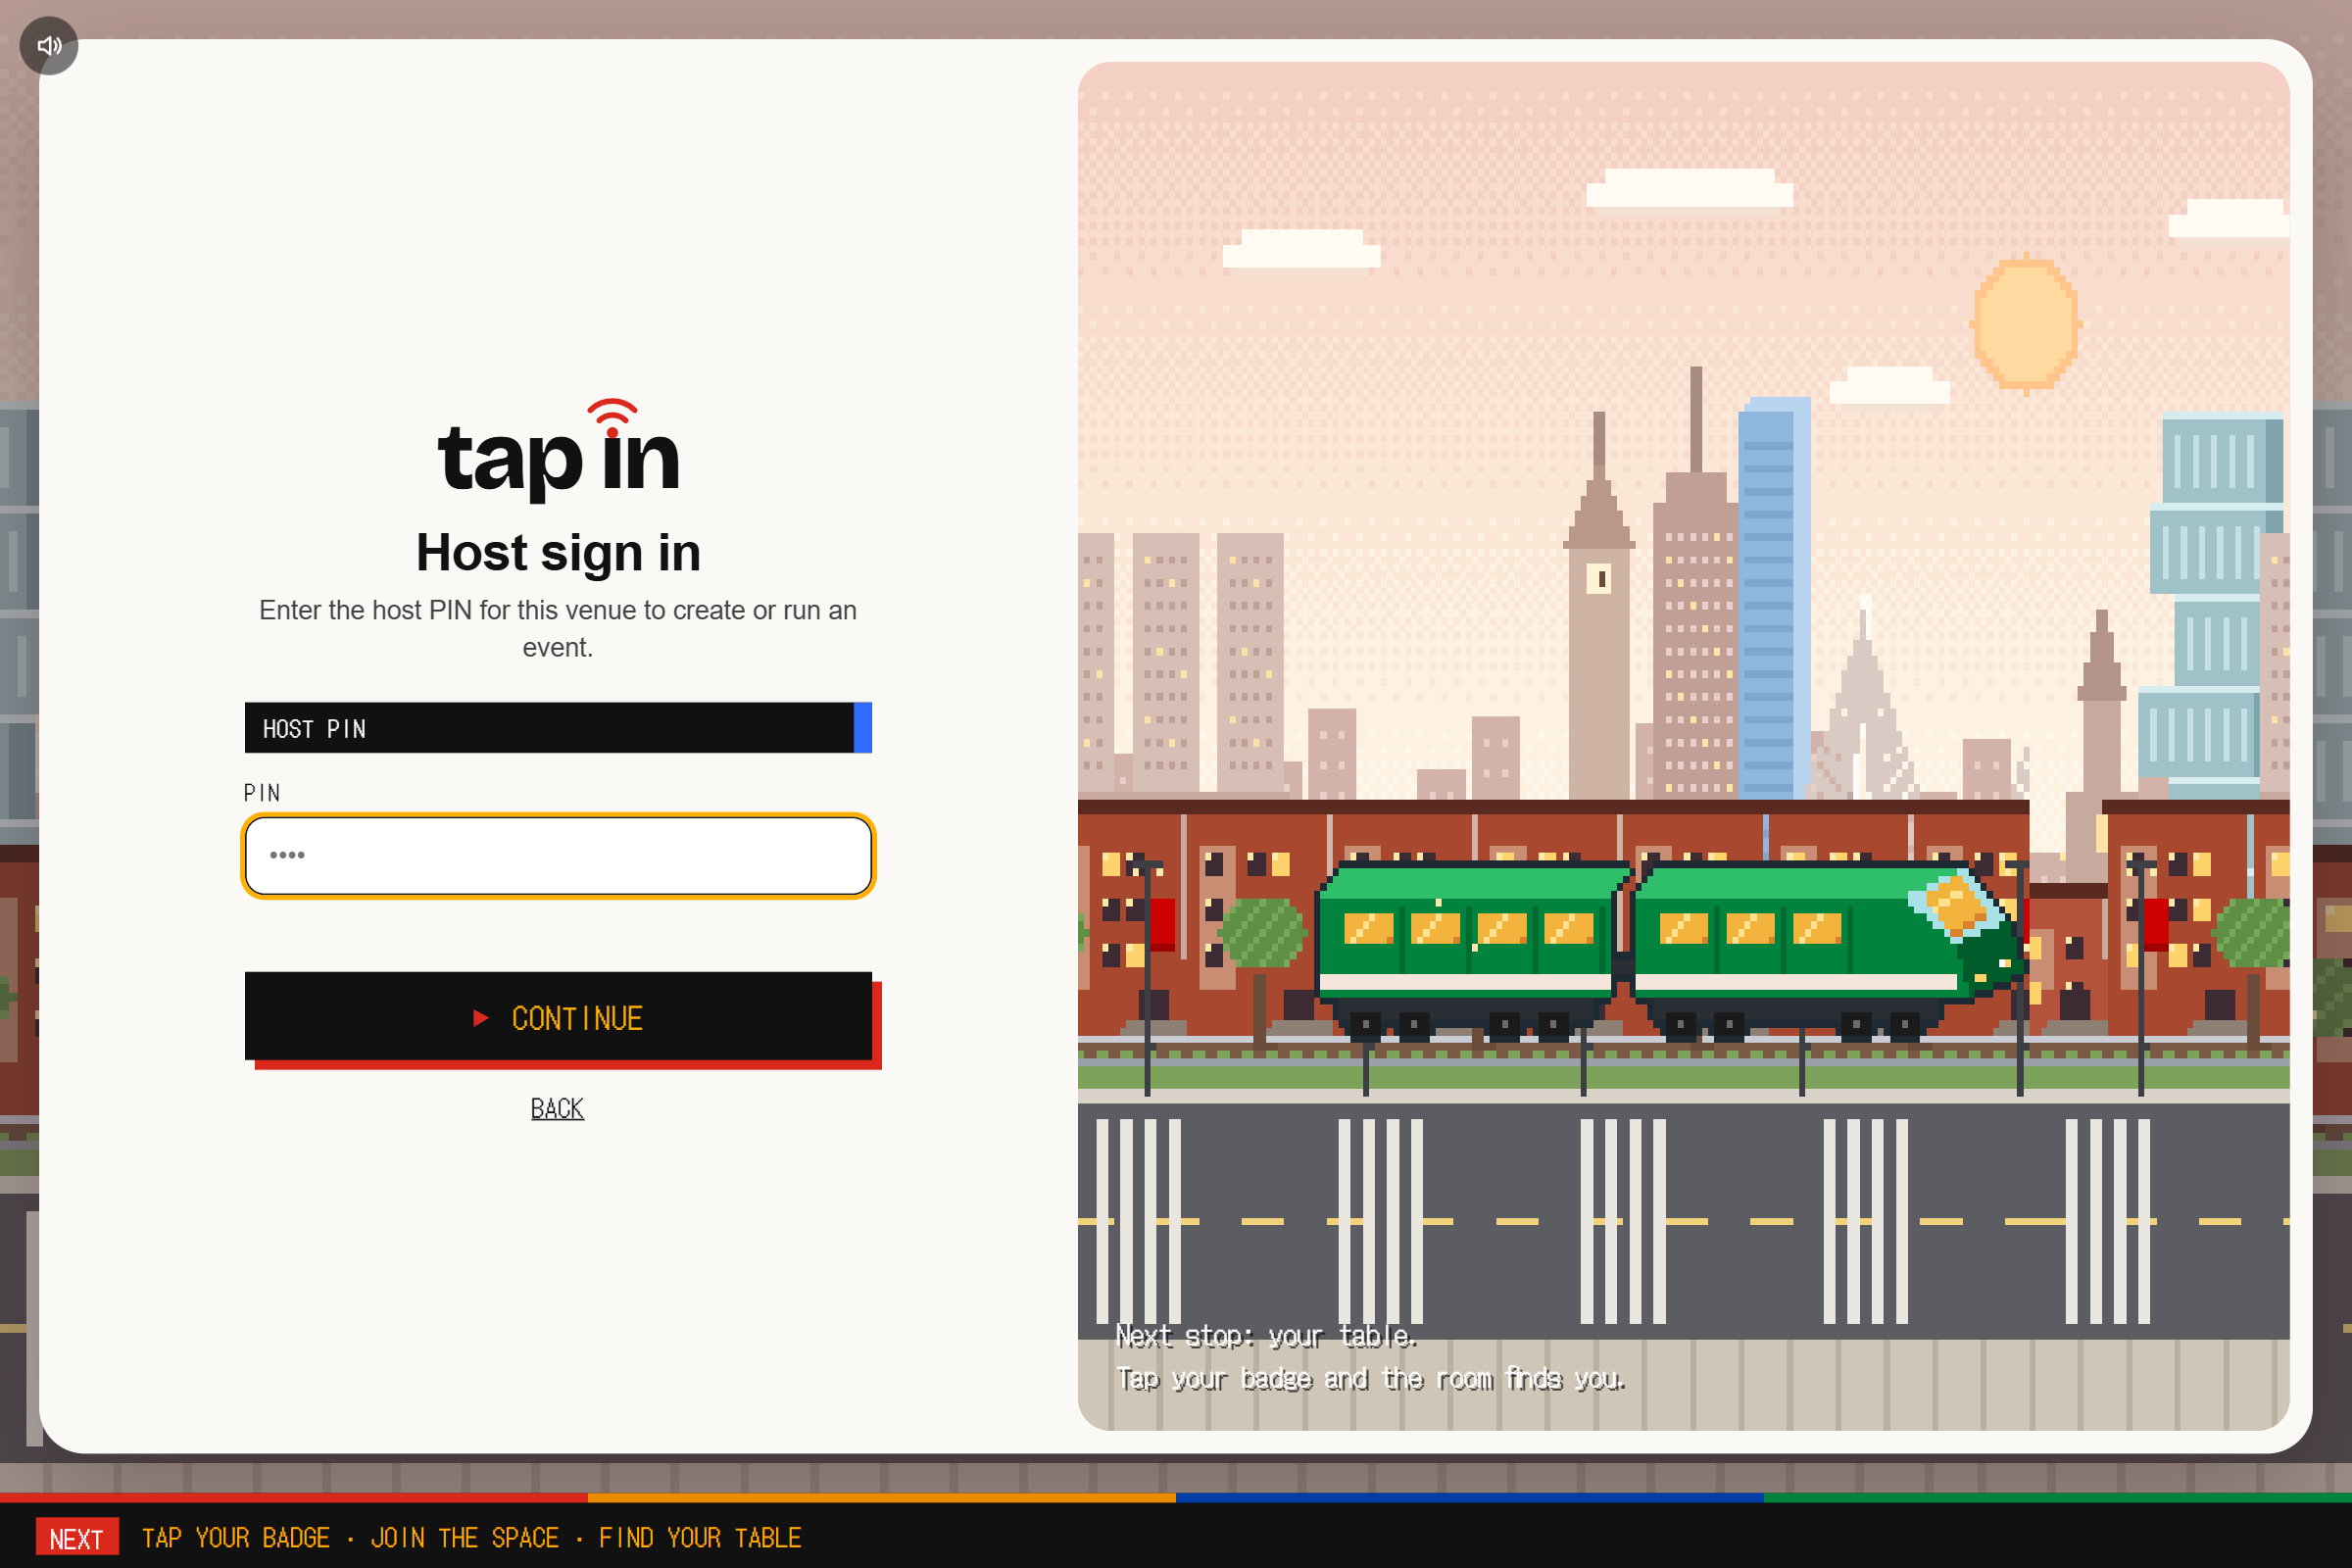 tap in
Host sign in
Enter the host PIN for this venue to create or run an
event.
HOST PIN
PIN
••••
▶ CONTINUE
BACK
Next stop: your table.
Tap your badge and the room finds you.
NEXT TAP YOUR BADGE · JOIN THE SPACE · FIND YOUR TABLE